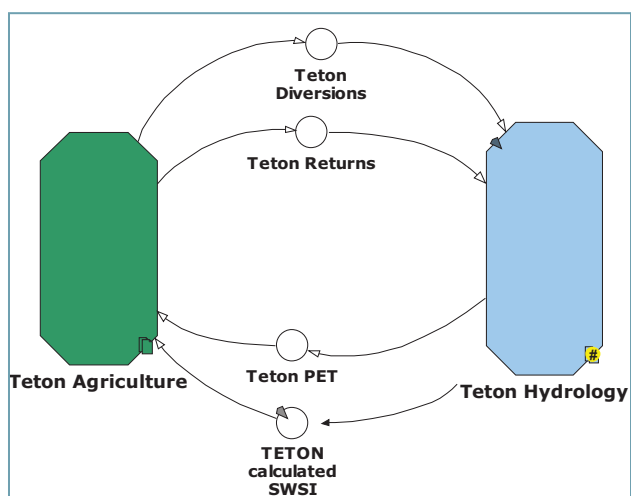 Teton
Diversions
Teton Returns
Teton Agriculture
Teton PET
#
Teton Hydrology
TETON
calculated
SWSI